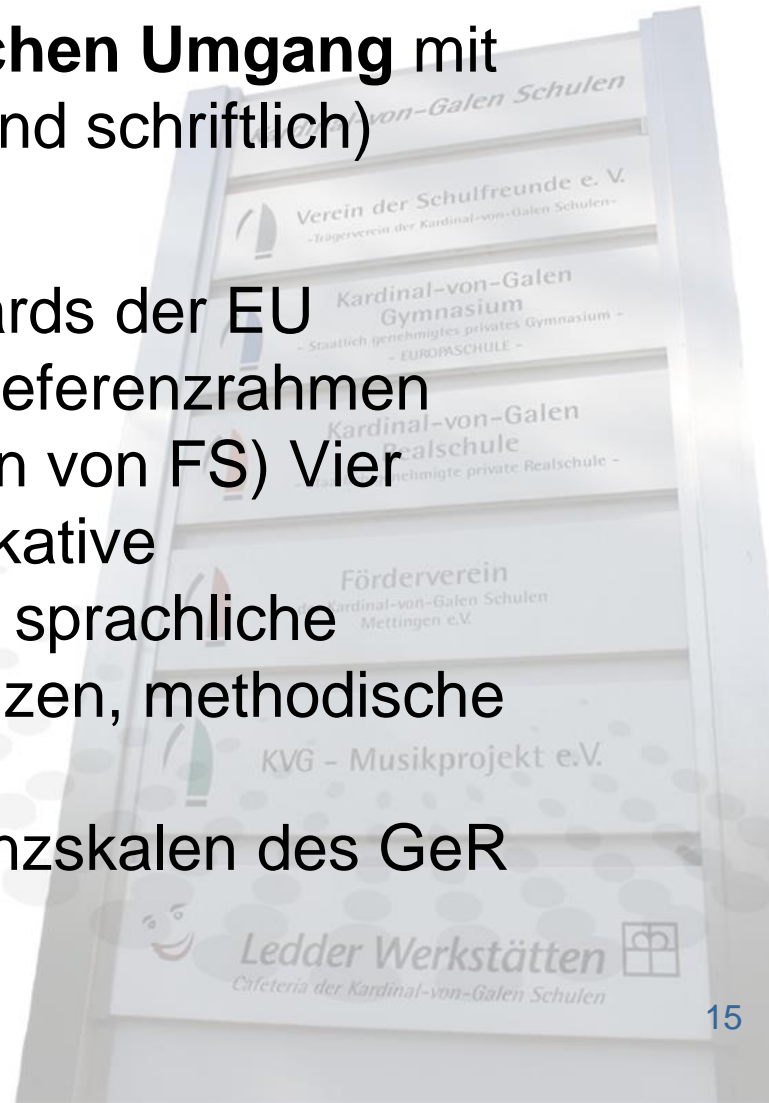 chen Umgang mit
nd schriftlich)
ards der EU
eferenzrahmen
n von FS) Vier
kative
sprachliche
zen, methodische
nzskalen des GeR
von-Galen Schulen
Verein der Schulfreunde e. V.
-Trägerverein der Kardinal-von-Galen Schulen-
Kardinal-von-Galen
Gymnasium
- Staatlich genehmigtes privates Gymnasium -
- EUROPASCHULE -
Kardinal-von-Galen
Realschule
genehmigte private Realschule -
Förderverein
Kardinal-von-Galen Schulen
Mettingen e.V.
KVG - Musikprojekt e.V.
Ledder Werkstätten
Cafeteria der Kardinal-von-Galen Schulen
15